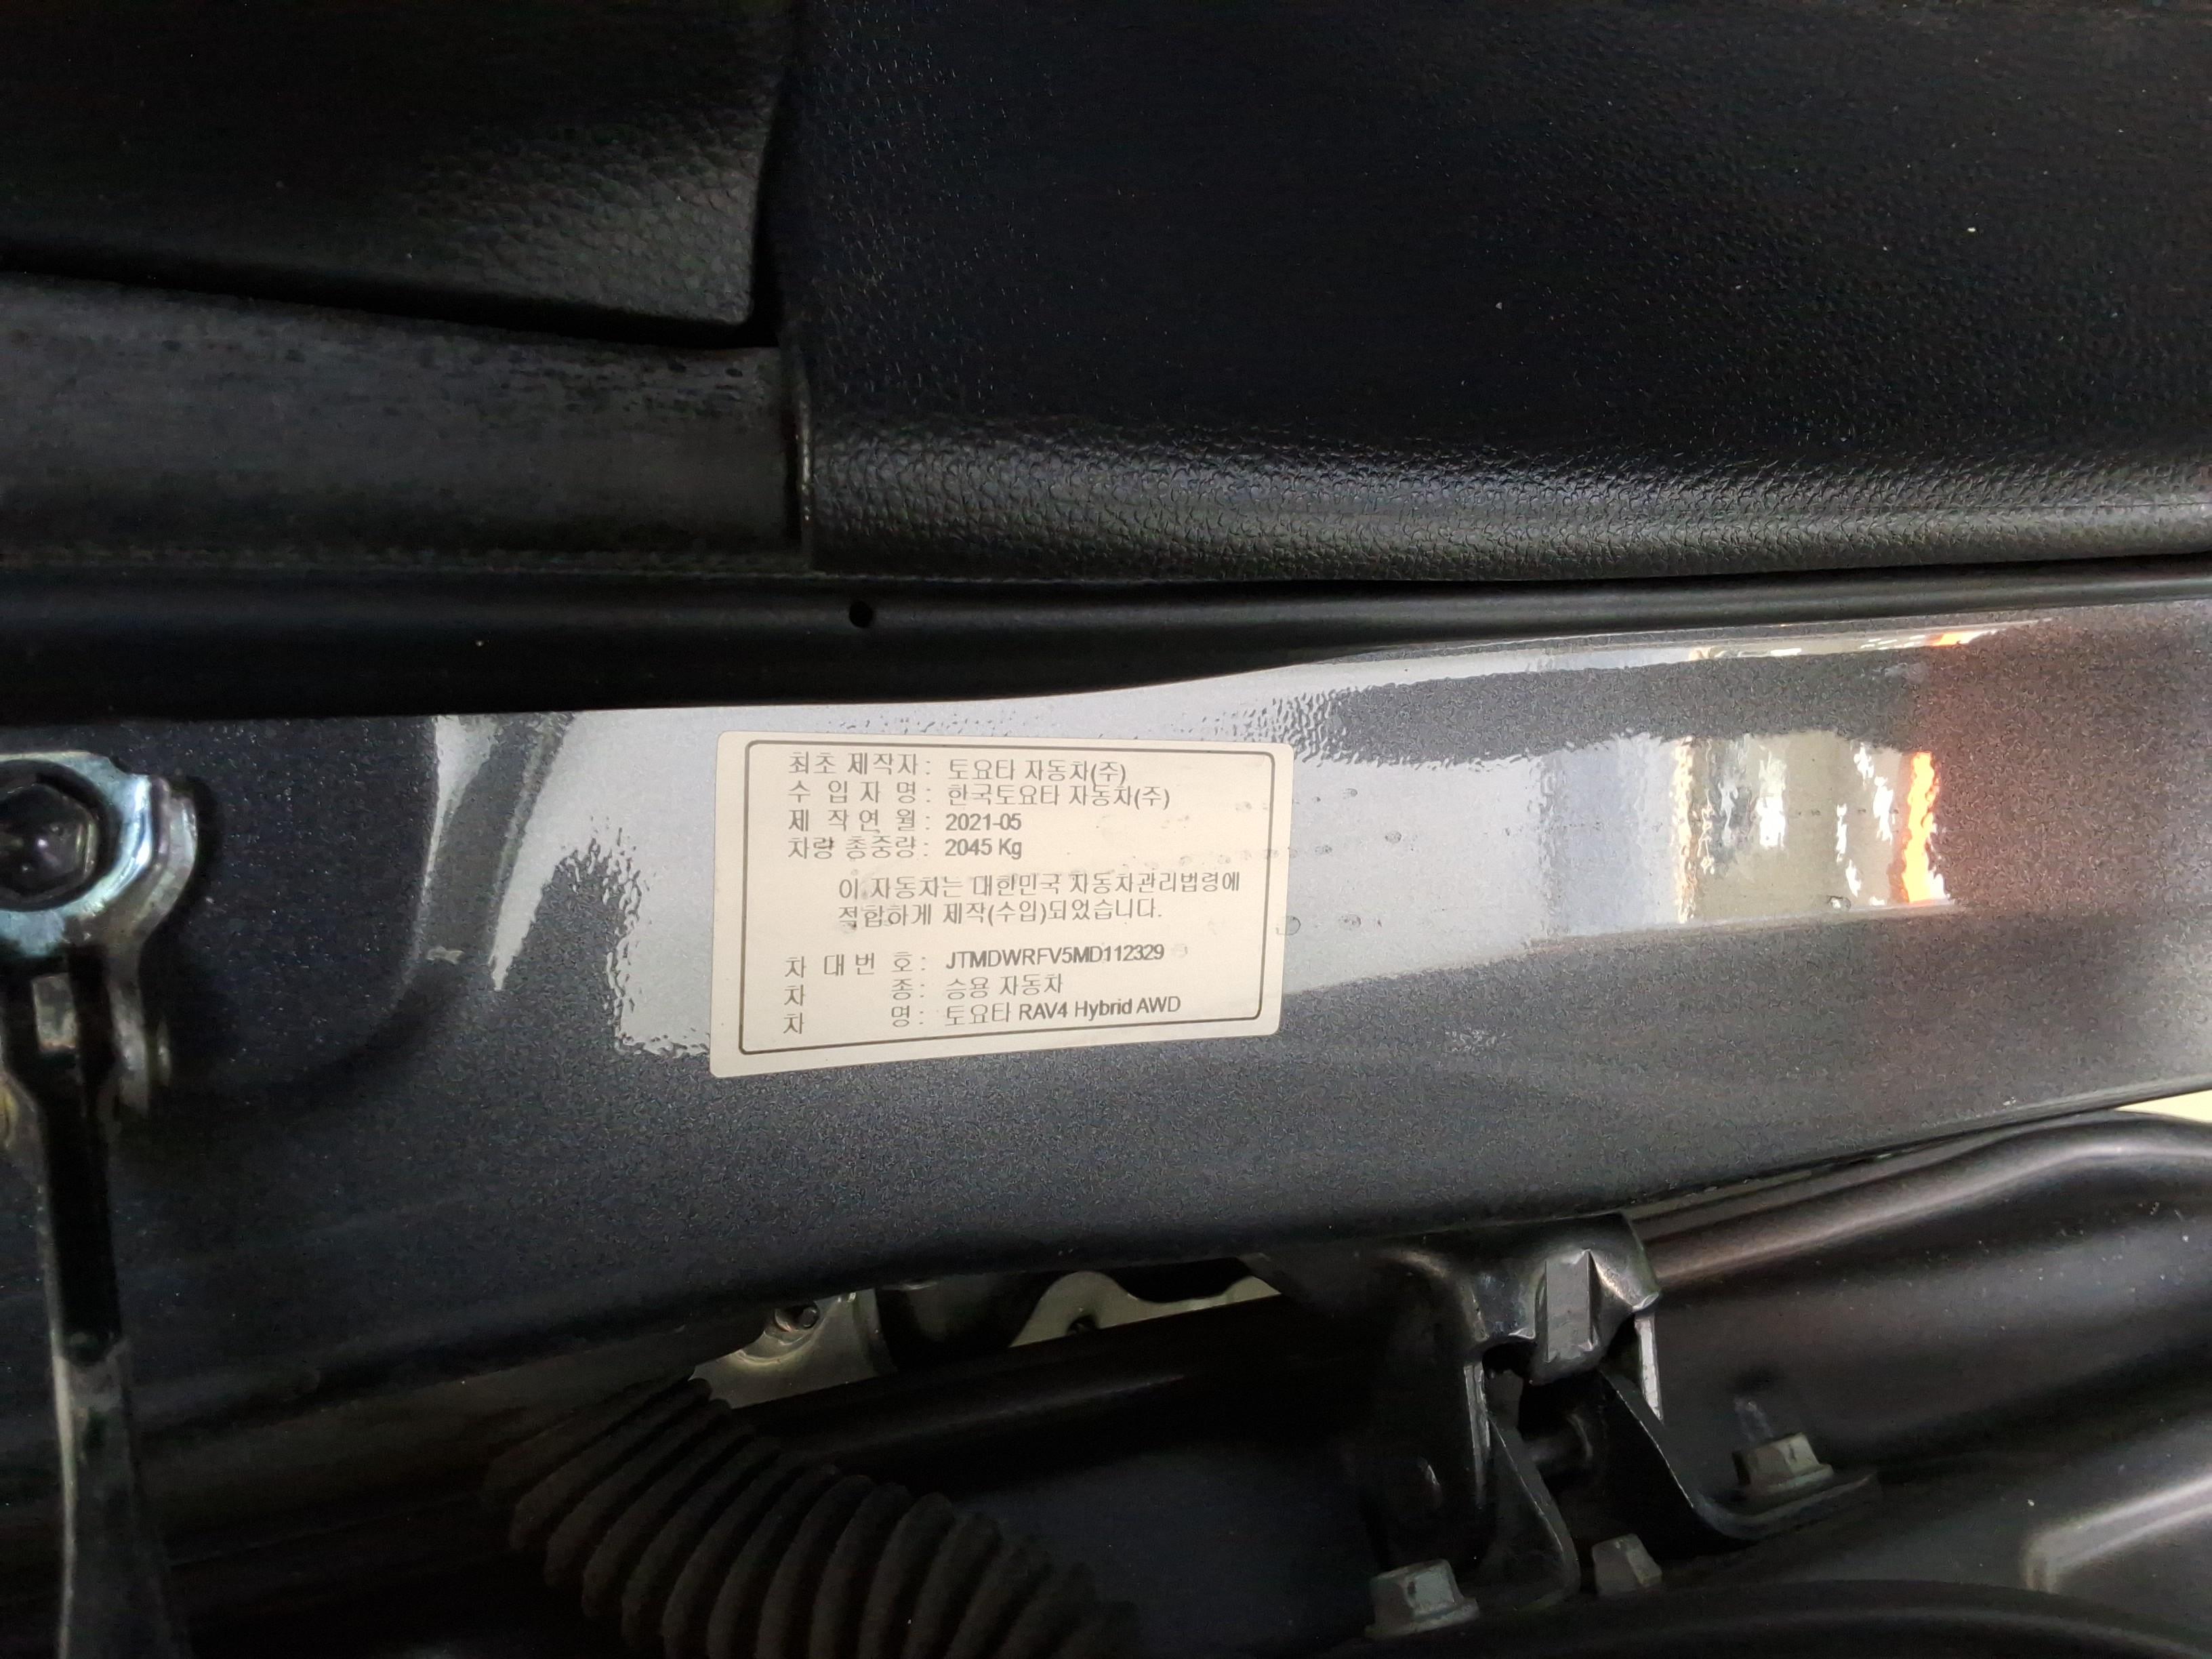 최초 제작자 : 토요타 자동차(주)
수 입 자 명 : 한국토요타 자동차(주)
제 작 연 월 : 2021-05
차량 총중량 : 2045 Kg
이 자동차는 대한민국 자동차관리법령에
적합하게 제작(수입)되었습니다.
차 대 번 호 : JTMDWRFV5MD112329
차 종 : 승용 자동차
차 명 : 토요타 RAV4 Hybrid AWD